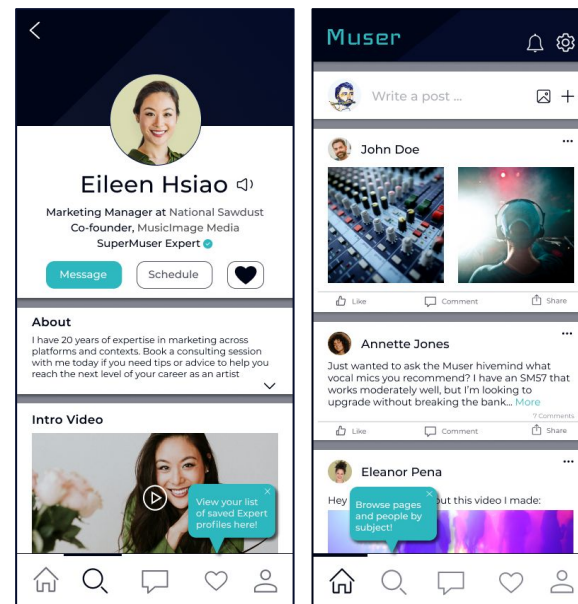 Eileen Hsiao
Marketing Manager at National Sawdust
Co-founder, MusicImage Media
SuperMuser Expert
Message
Schedule
About
I have 20 years of expertise in marketing across
platforms and contexts. Book a consulting session
with me today if you need tips or advice to help you
reach the next level of your career as an artist
Intro Video
View your list
of saved Expert
profiles here!
Muser
Write a post ...
John Doe
Like
Comment
Share
Annette Jones
Just wanted to ask the Muser hivemind what
vocal mics you recommend? I have an SM57 that
works moderately well, but I'm looking to
upgrade without breaking the bank... More
7 Comments
Like
Comment
Share
Eleanor Pena
Hey out this video I made:
Browse pages
and people by
subject!